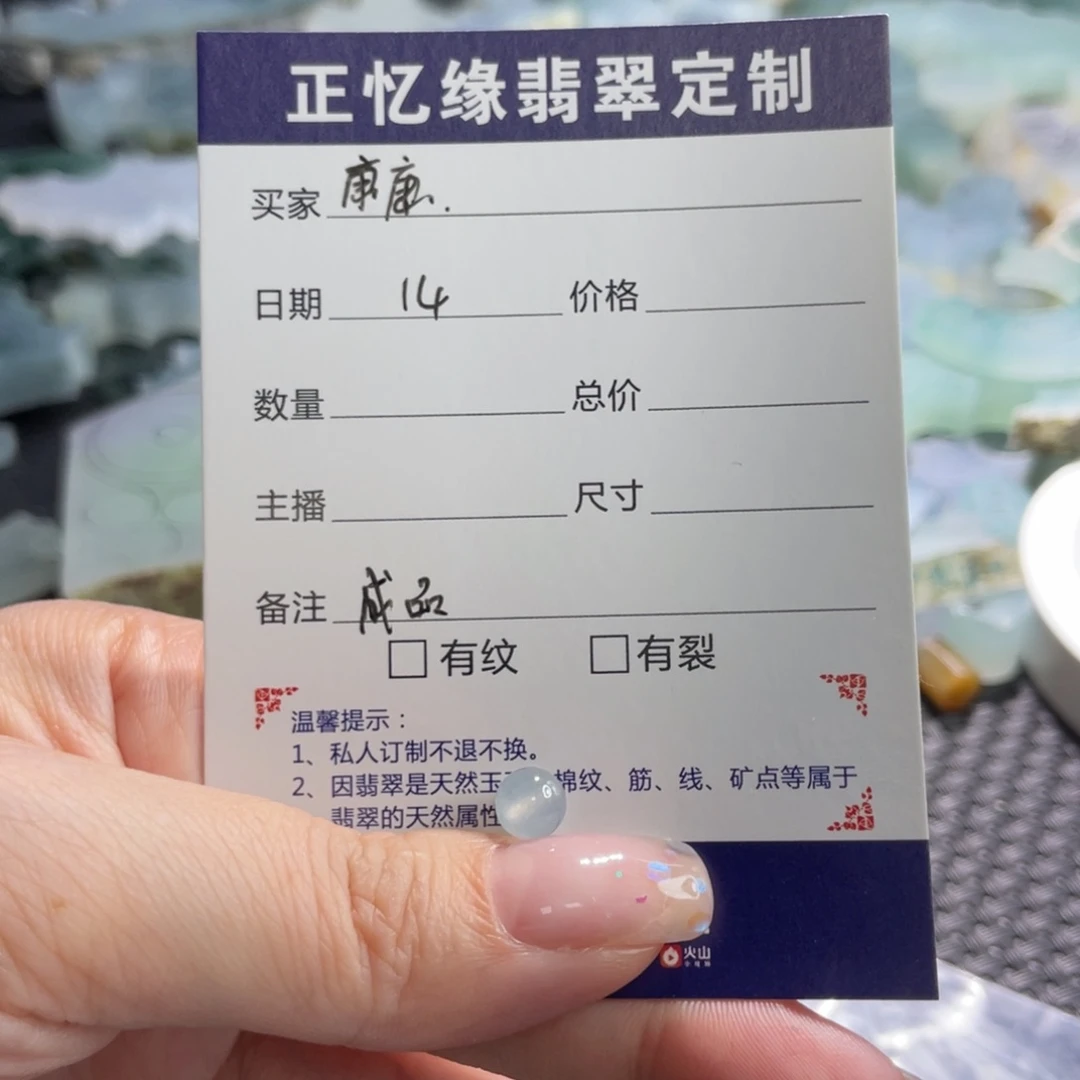 正忆缘翡翠定制
买家 康康.
日期 14 价格
数量 总价
主播 尺寸
备注 成品
有纹 有裂
温馨提示：
1、私人订制不退不换。
2、因翡翠是天然玉 棉纹、筋、线、矿点等属于
翡翠的天然属性
火山